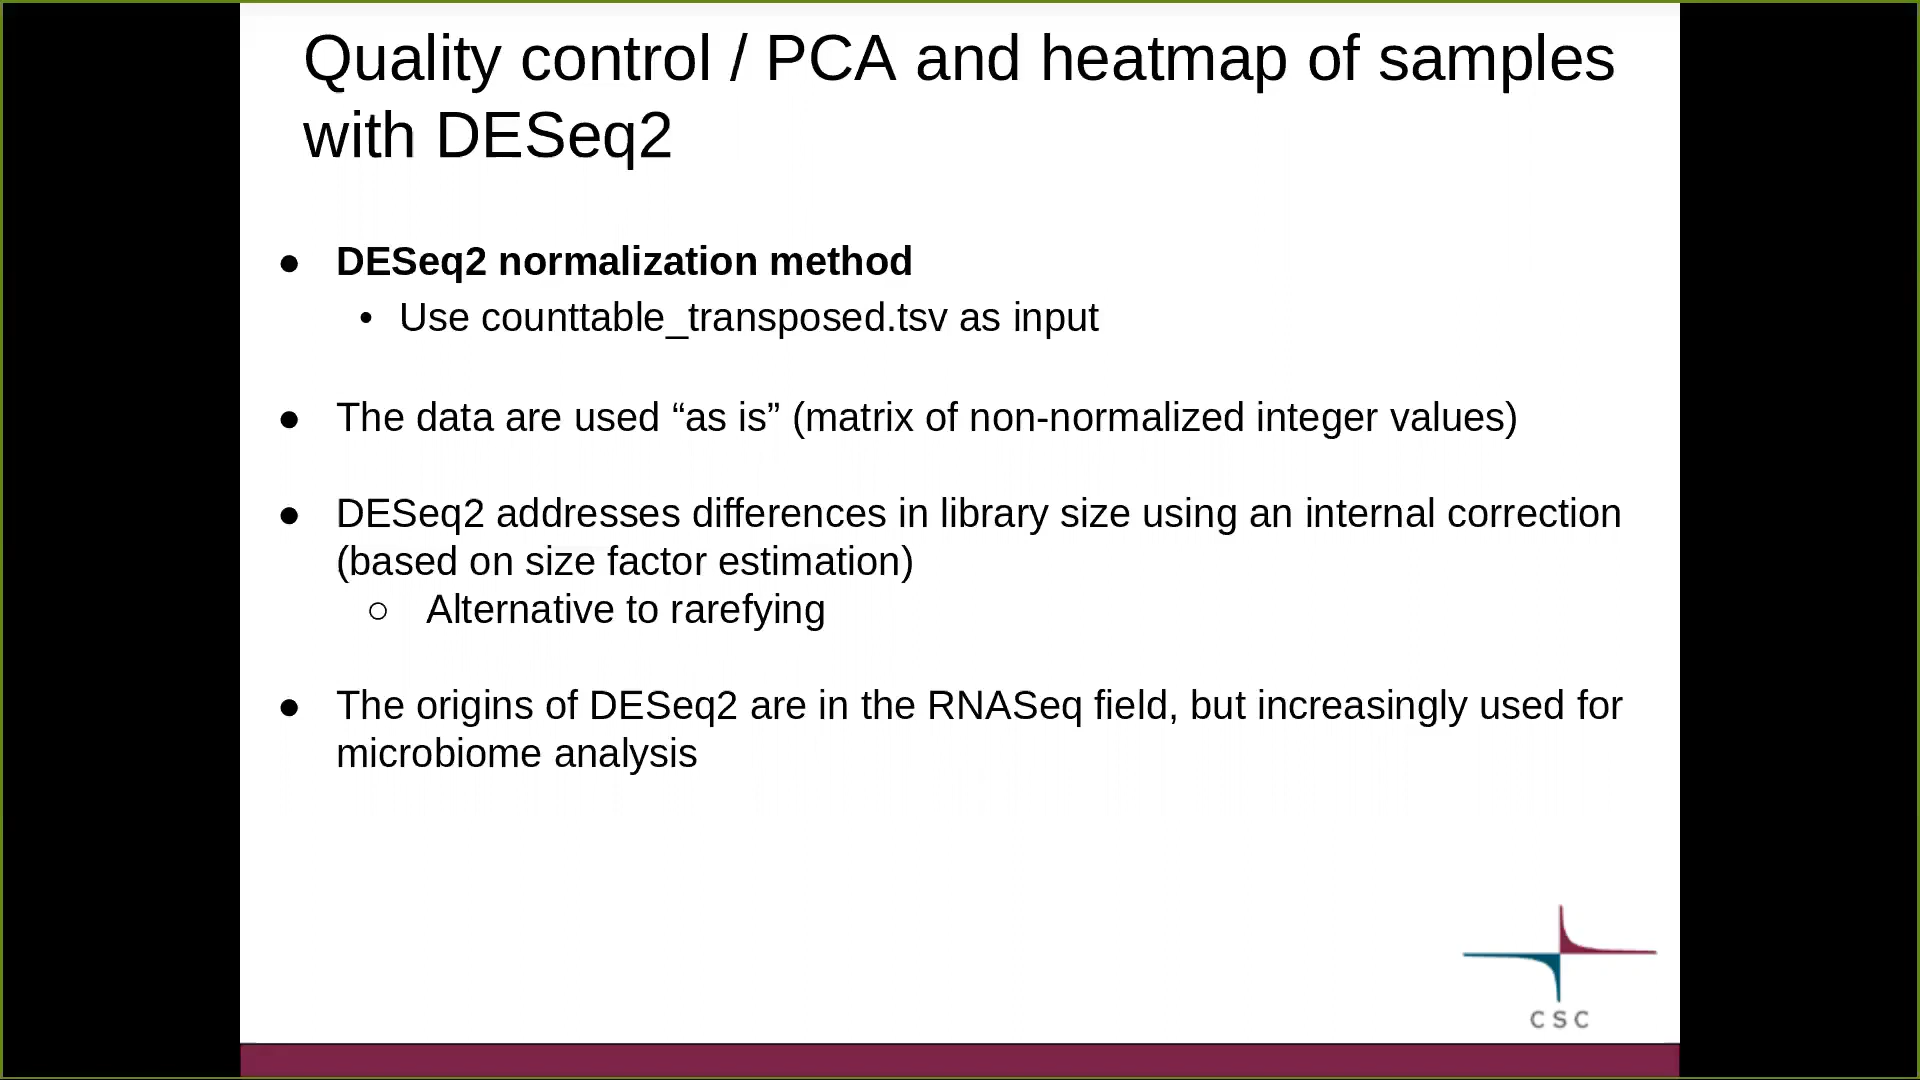 Quality control / PCA and heatmap of samples
with DESeq2
● DESeq2 normalization method
• Use counttable_transposed.tsv as input
● The data are used “as is” (matrix of non-normalized integer values)
● DESeq2 addresses differences in library size using an internal correction
(based on size factor estimation)
○ Alternative to rarefying
● The origins of DESeq2 are in the RNASeq field, but increasingly used for
microbiome analysis
CSC